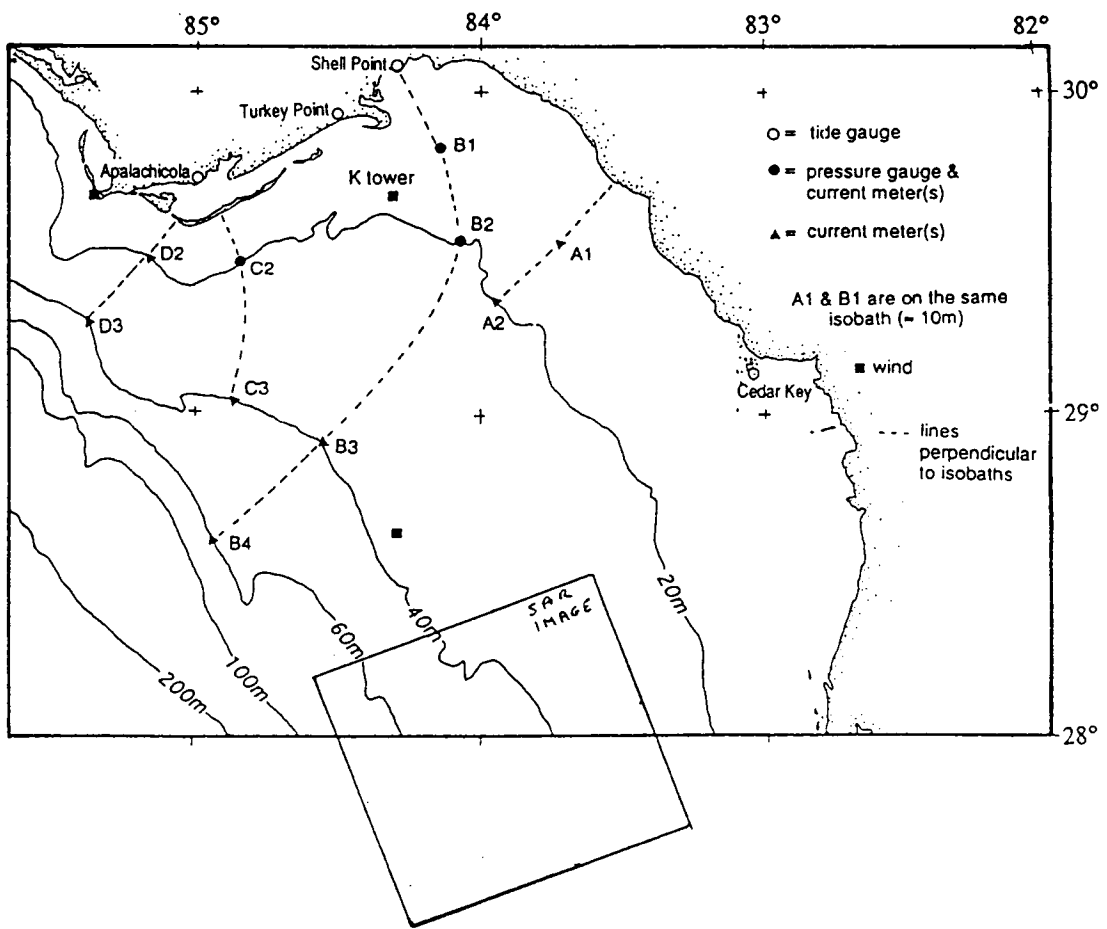 85° 84° 83° 82°
Shell Point
30°
Turkey Point
○ = tide gauge
B1
● = pressure gauge &
current meter(s)
Apalachicola
K tower
B2
▲ = current meter(s)
D2
C2
A1
A2
A1 & B1 are on the same
isobath (≈ 10m)
D3
■ wind
Cedar Key
C3
29°
B3
---- lines
perpendicular
to isobaths
B4
20m
SAR
IMAGE
40m
60m
100m
200m
28°